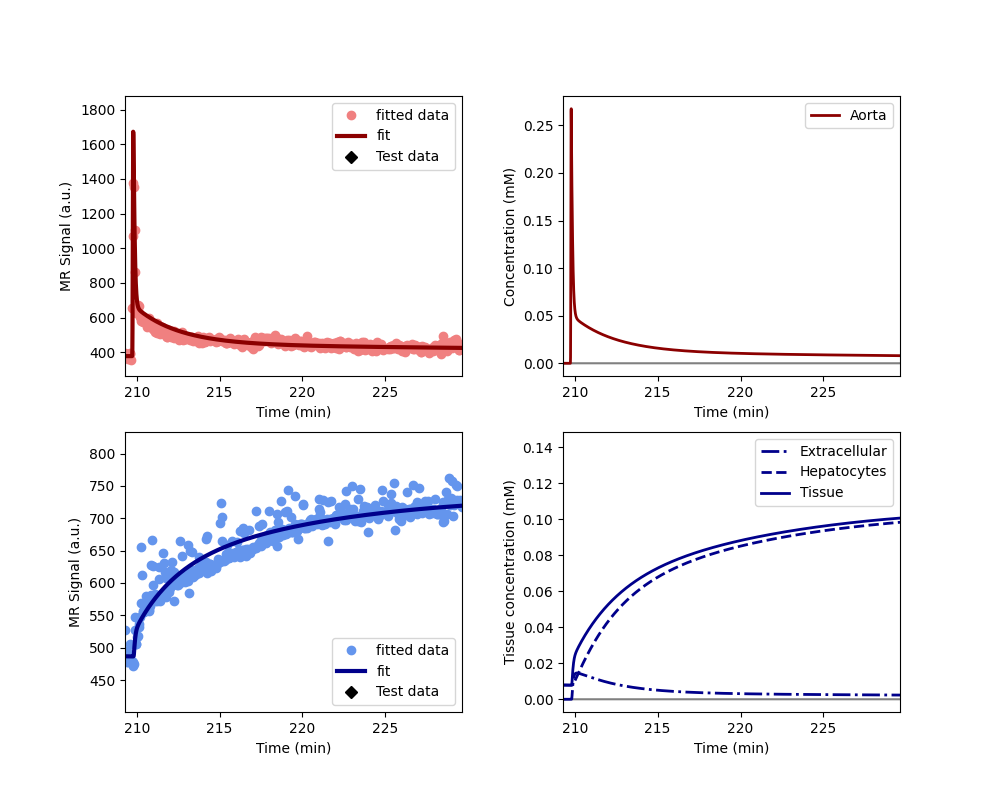 MR Signal (a.u.)
1800
1600
1400
1200
1000
800
600
400
210 215 220 225
Time (min)
fitted data
fit
Test data
Concentration (mM)
0.25
0.20
0.15
0.10
0.05
0.00
210 215 220 225
Time (min)
Aorta
MR Signal (a.u.)
800
750
700
650
600
550
500
450
210 215 220 225
Time (min)
fitted data
fit
Test data
Tissue concentration (mM)
0.14
0.12
0.10
0.08
0.06
0.04
0.02
0.00
210 215 220 225
Time (min)
Extracellular
Hepatocytes
Tissue